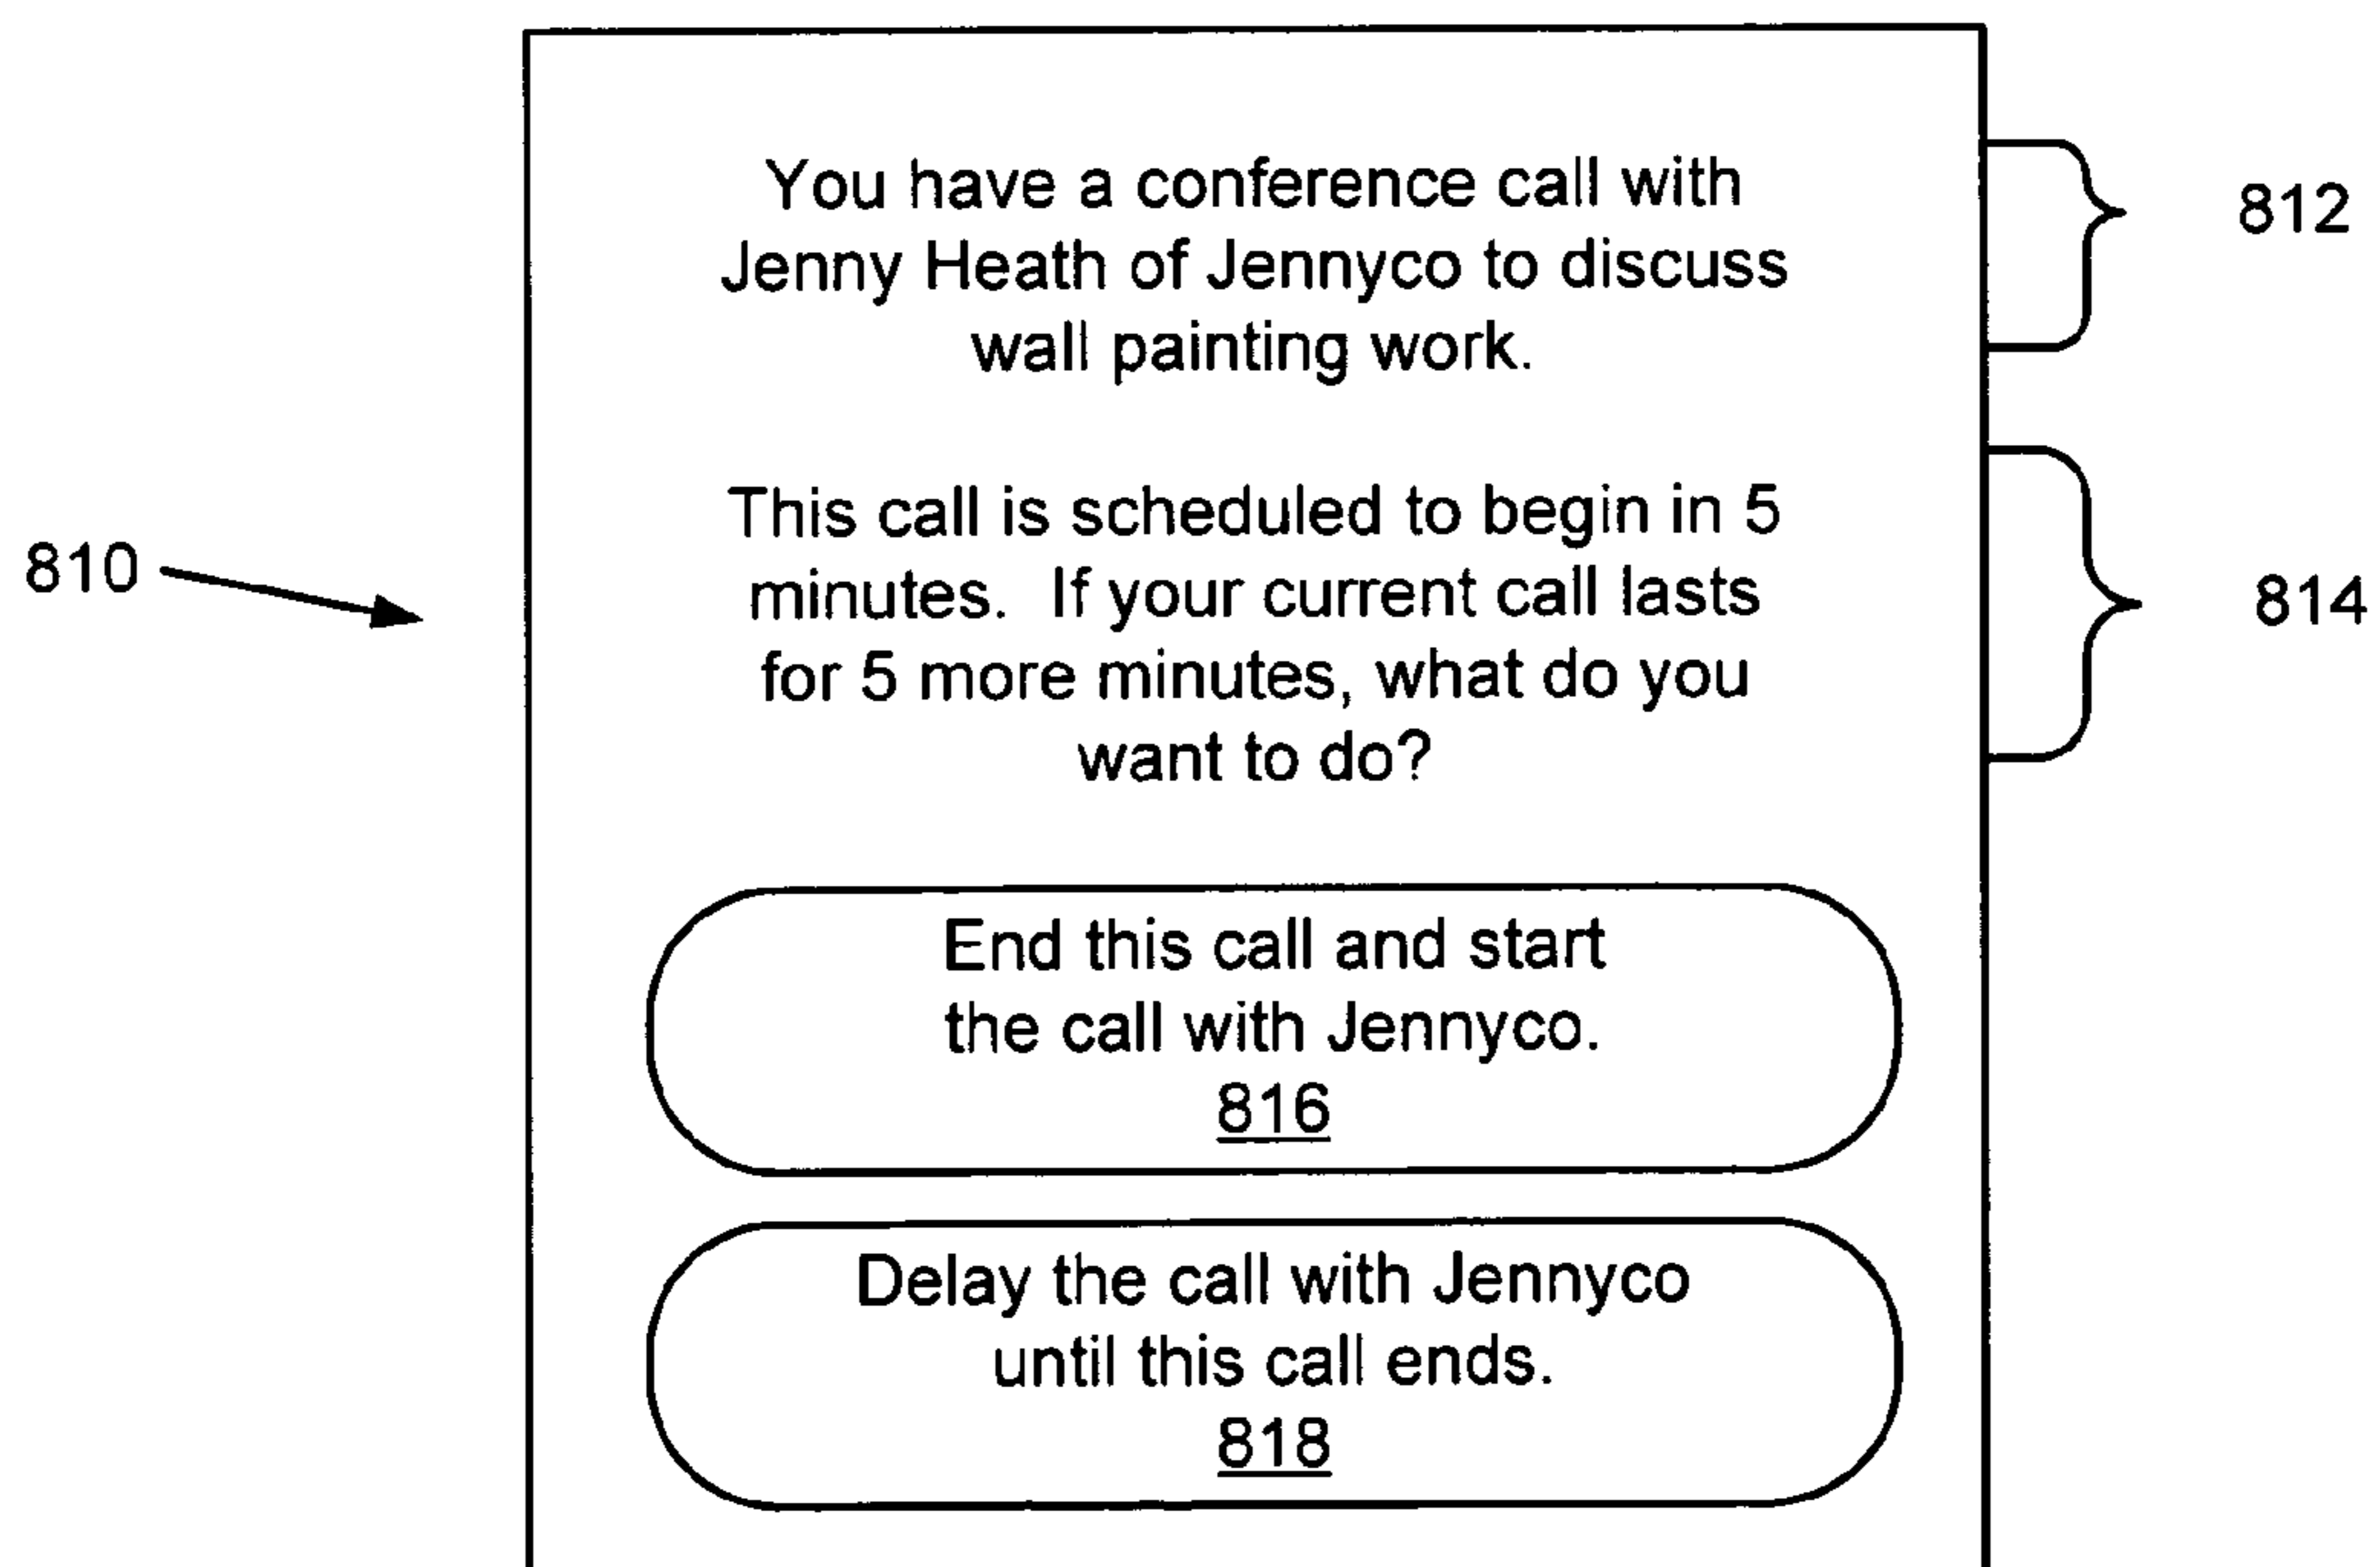 You have a conference call with
Jenny Heath of Jennyco to discuss
wall painting work.
812
This call is scheduled to begin in 5
minutes.  If your current call lasts
for 5 more minutes, what do you
want to do?
810
814
End this call and start
the call with Jennyco.
816
Delay the call with Jennyco
until this call ends.
818